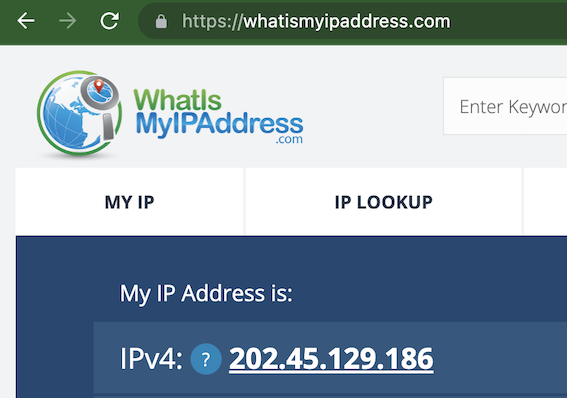 https://whatismyipaddress.com
WhatIs
MyIPAddress
.com
Enter Keywor
MY IP
IP LOOKUP
My IP Address is:
IPv4: ? 202.45.129.186